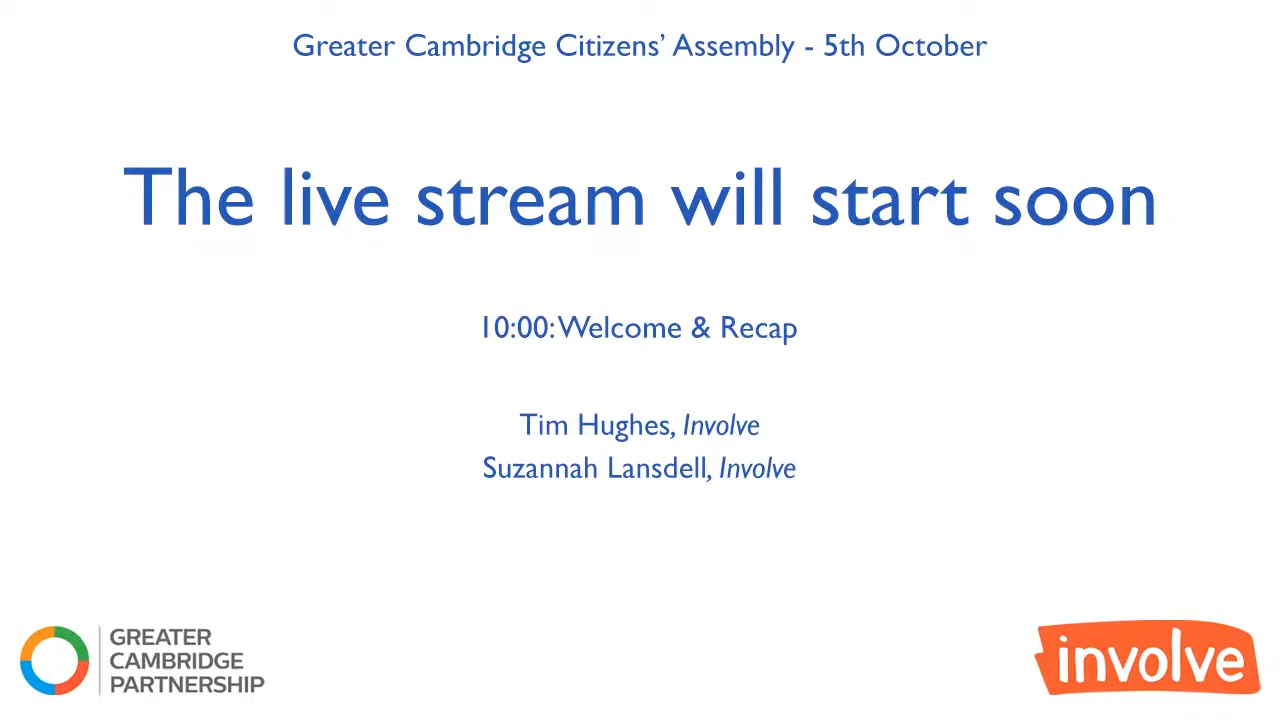 Greater Cambridge Citizens’ Assembly - 5th October
The live stream will start soon
10:00: Welcome & Recap
Tim Hughes, Involve
Suzannah Lansdell, Involve
GREATER
CAMBRIDGE
PARTNERSHIP
involve